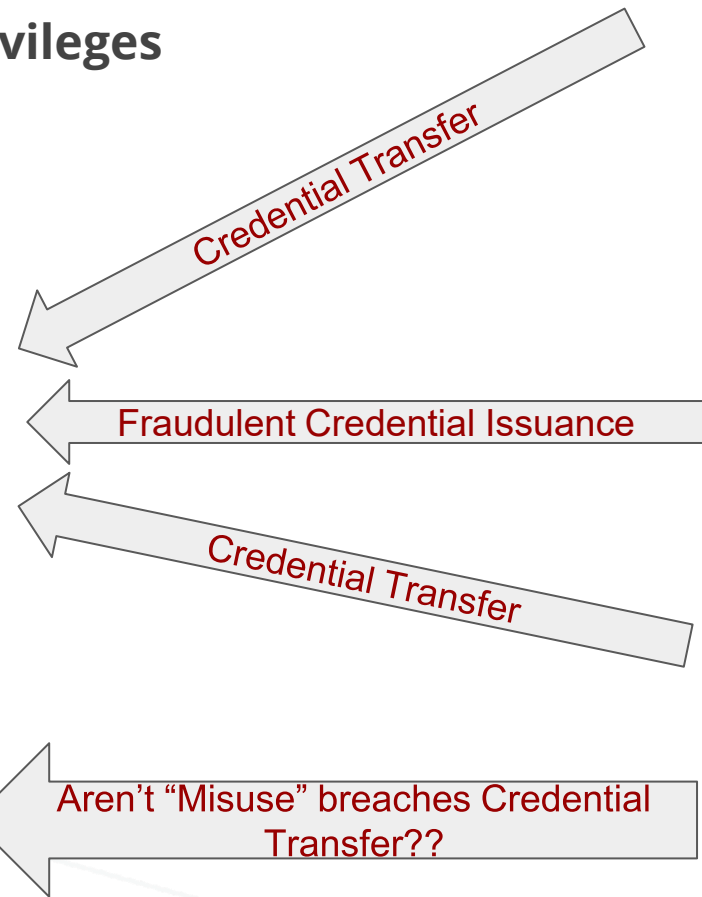 vileges
Credential Transfer
Fraudulent Credential Issuance
Credential Transfer
Aren’t “Misuse” breaches Credential
Transfer??